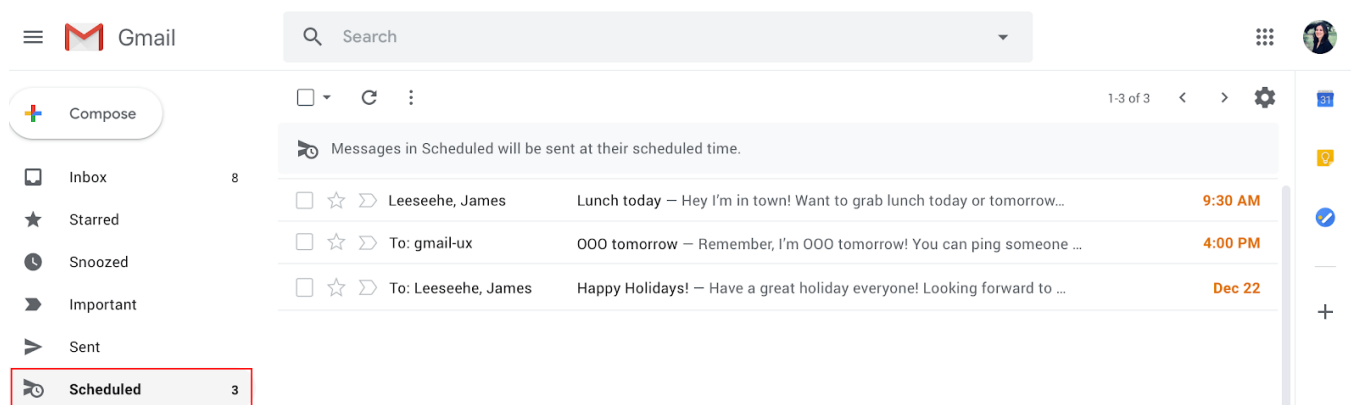 Gmail
Search
Compose
1-3 of 3
31
Messages in Scheduled will be sent at their scheduled time.
Inbox 8
Starred
Snoozed
Important
Sent
Scheduled 3
Leeseehe, James Lunch today — Hey I'm in town! Want to grab lunch today or tomorrow... 9:30 AM
To: gmail-ux OOO tomorrow — Remember, I'm OOO tomorrow! You can ping someone ... 4:00 PM
To: Leeseehe, James Happy Holidays! — Have a great holiday everyone! Looking forward to ... Dec 22